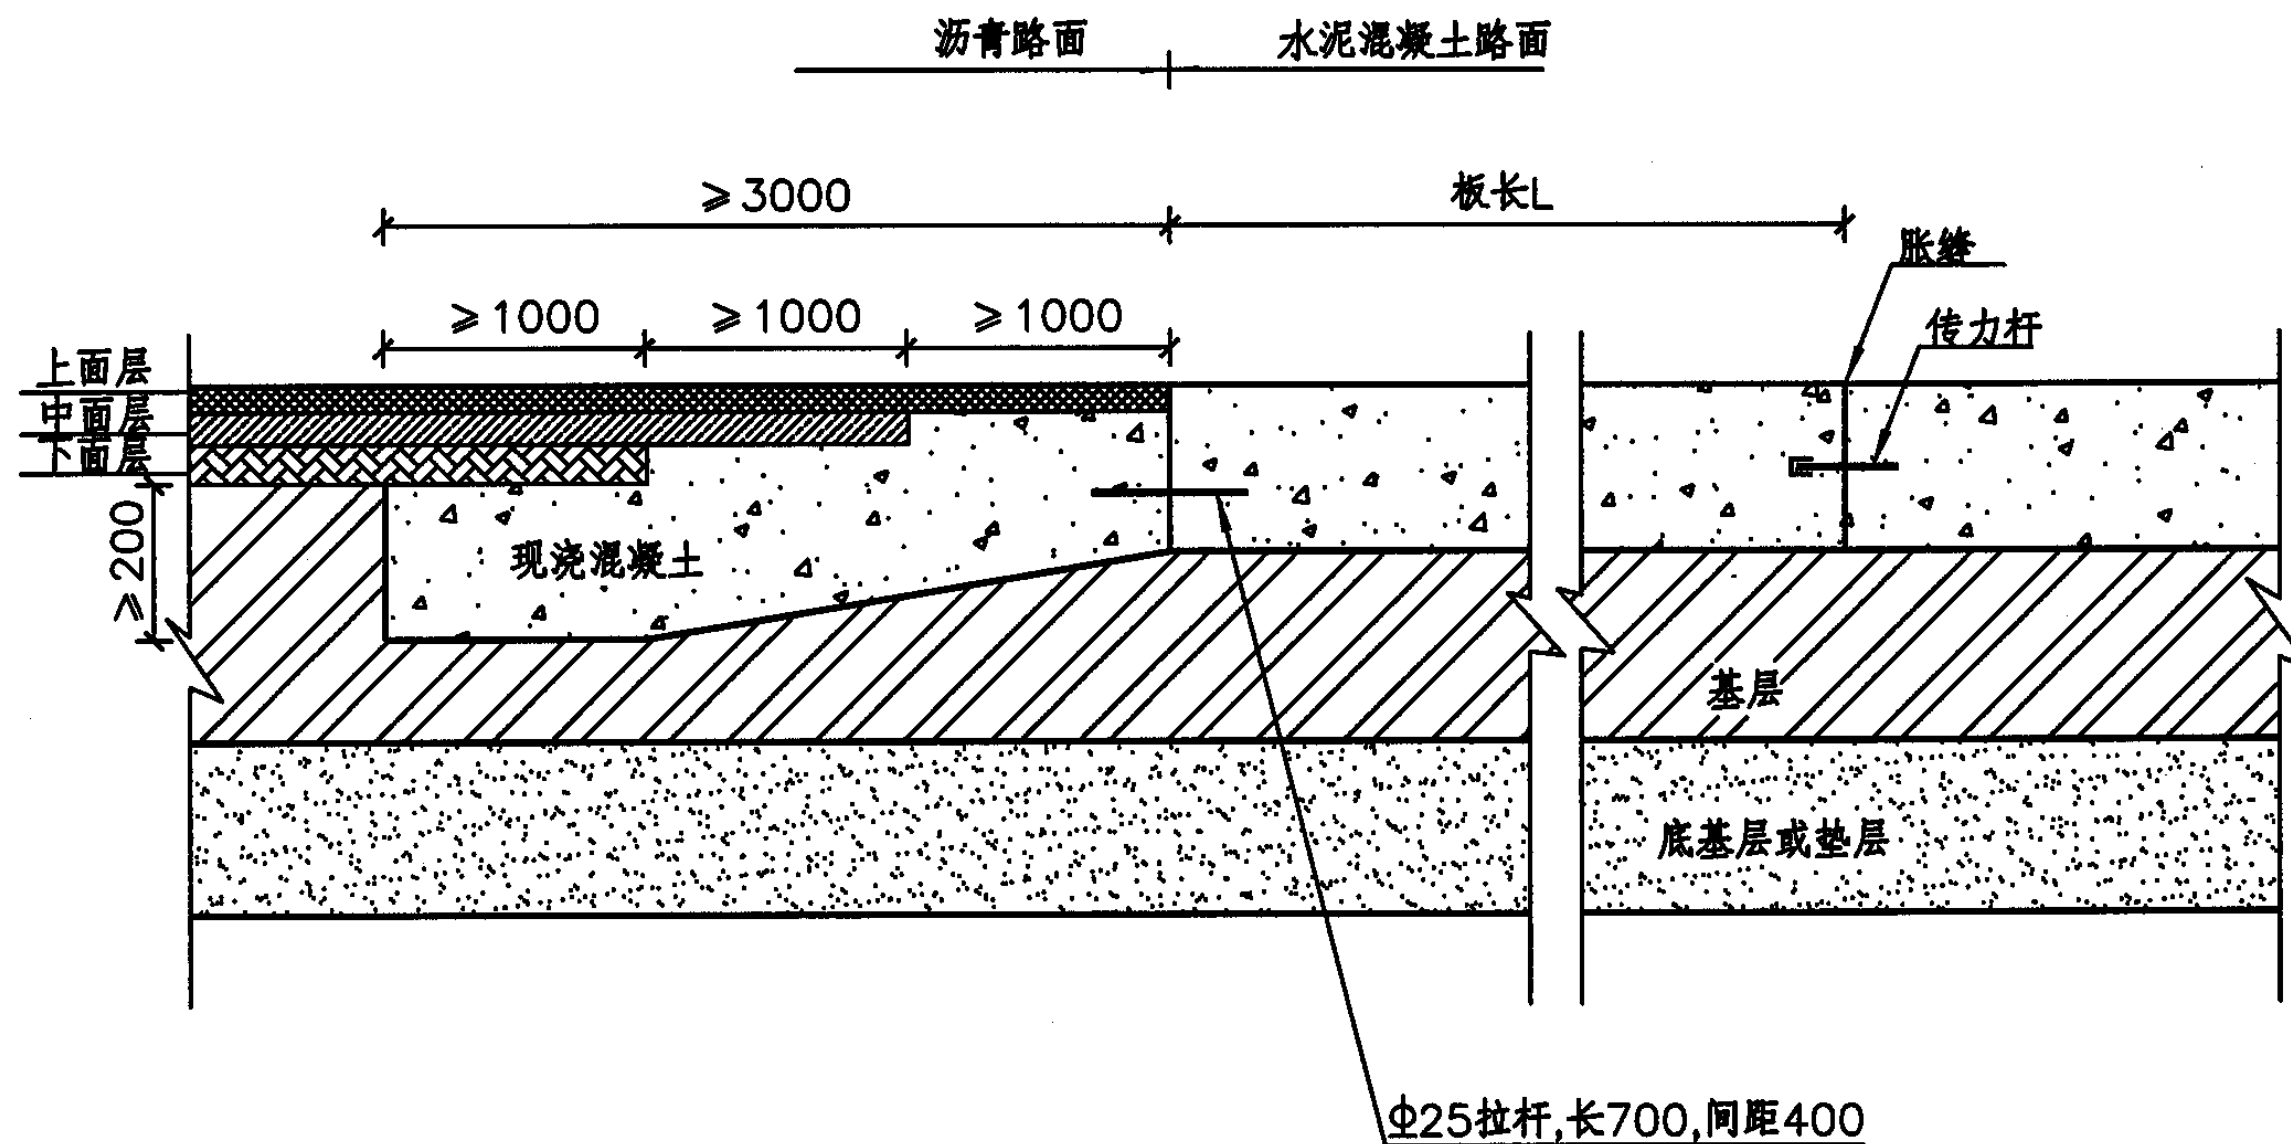 沥青路面 水泥混凝土路面
≥3000 板长L
胀缝
≥1000 ≥1000 ≥1000
传力杆
上面层
中面层
下面层
≥200
现浇混凝土
基层
底基层或垫层
Φ25拉杆,长700,间距400